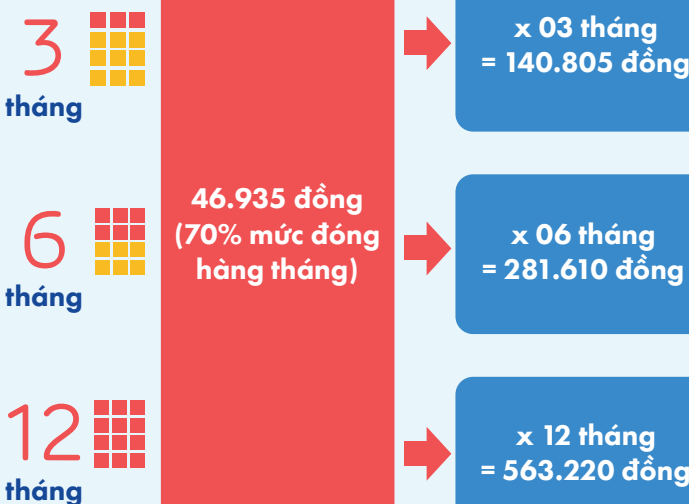 3
tháng
x 03 tháng
= 140.805 đồng
46.935 đồng
(70% mức đóng
hàng tháng)
6
tháng
x 06 tháng
= 281.610 đồng
12
tháng
x 12 tháng
= 563.220 đồng